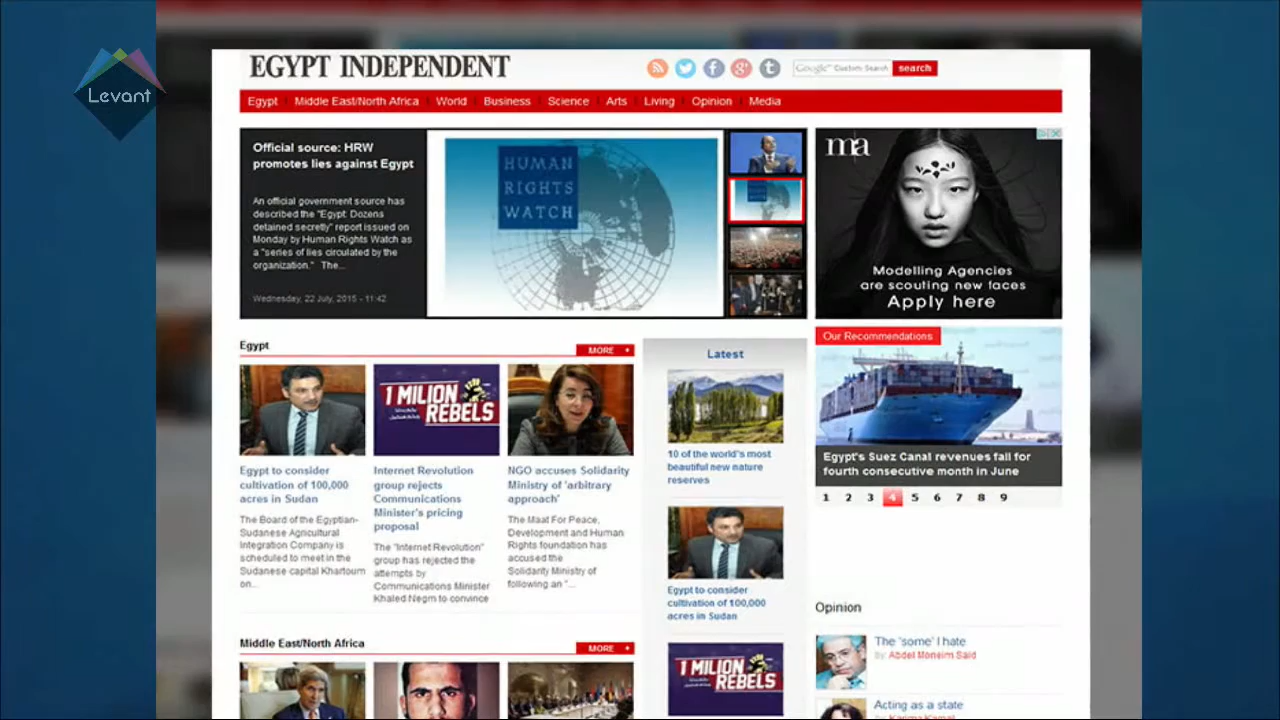 Levant
EGYPT INDEPENDENT
Google™ Custom Search
search
Egypt
Middle East/North Africa
World
Business
Science
Arts
Living
Opinion
Media
Official source: HRW
promotes lies against Egypt
An official government source has
described the "Egypt: Dozens
detained secretly" report issued on
Monday by Human Rights Watch as
a "series of lies circulated by the
organization." The...
Wednesday, 22 July, 2015 - 11:42
HUMAN
RIGHTS
WATCH
ma
Modelling Agencies
are scouting new faces
Apply here
Our Recommendations
Egypt's Suez Canal revenues fall for
fourth consecutive month in June
1 2 3 4 5 6 7 8 9
Egypt
MORE
1 MILION
REBELS
Egypt to consider
cultivation of 100,000
acres in Sudan
The Board of the Egyptian-
Sudanese Agricultural
Integration Company is
scheduled to meet in the
Sudanese capital Khartoum
on...
Internet Revolution
group rejects
Communications
Minister's pricing
proposal
The "Internet Revolution"
group has rejected the
attempts by
Communications Minister
Khaled Negm to convince
NGO accuses Solidarity
Ministry of 'arbitrary
approach'
The Maat For Peace,
Development and Human
Rights foundation has
accused the
Solidarity Ministry of
following an "...
Latest
10 of the world's most
beautiful new nature
reserves
Egypt to consider
cultivation of 100,000
acres in Sudan
1 MILION
REBELS
Opinion
The 'some' I hate
by: Abdel Moneim Said
Acting as a state
Middle East/North Africa
MORE